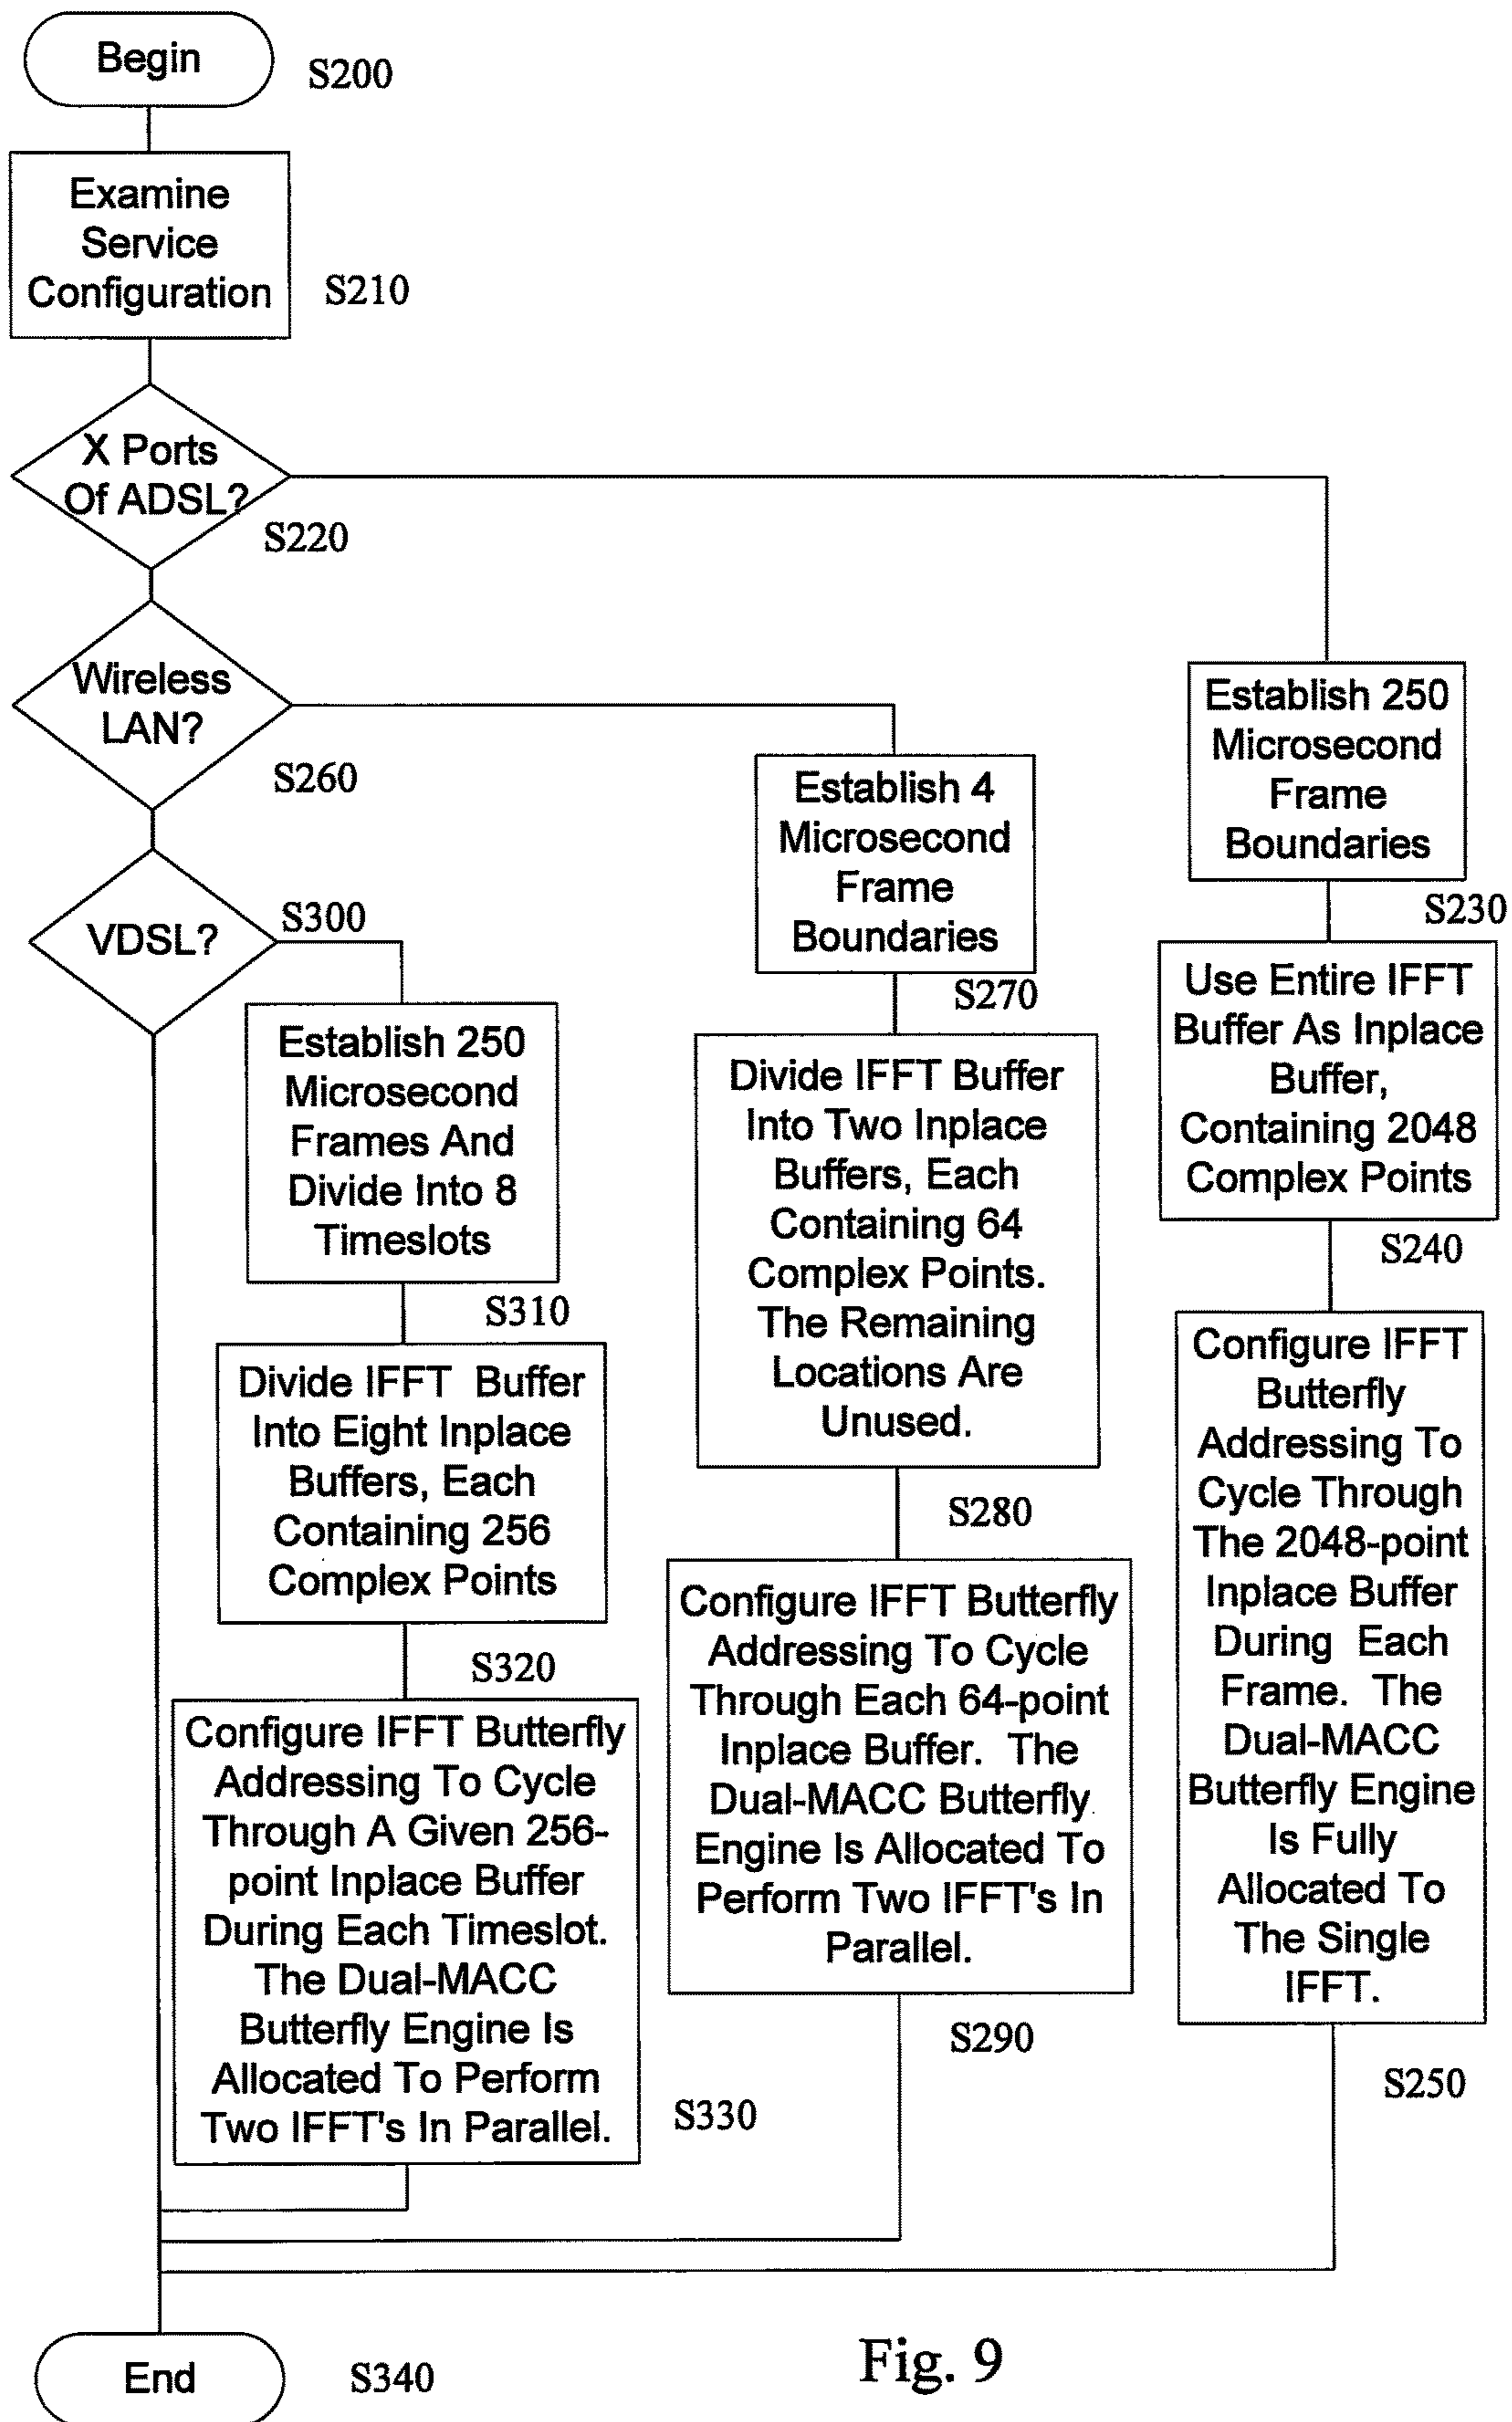 Begin
S200
Examine
Service
Configuration
S210
X Ports
Of ADSL?
S220
Wireless
LAN?
S260
VDSL?
S300
Establish 250
Microsecond
Frames And
Divide Into 8
Timeslots
S310
Divide IFFT Buffer
Into Eight Inplace
Buffers, Each
Containing 256
Complex Points
S320
Configure IFFT Butterfly
Addressing To Cycle
Through A Given 256-
point Inplace Buffer
During Each Timeslot.
The Dual-MACC
Butterfly Engine Is
Allocated To Perform
Two IFFT's In Parallel.
S330
Establish 4
Microsecond
Frame
Boundaries
S270
Divide IFFT Buffer
Into Two Inplace
Buffers, Each
Containing 64
Complex Points.
The Remaining
Locations Are
Unused.
S280
Configure IFFT Butterfly
Addressing To Cycle
Through Each 64-point
Inplace Buffer. The
Dual-MACC Butterfly
Engine Is Allocated To
Perform Two IFFT's In
Parallel.
S290
Establish 250
Microsecond
Frame
Boundaries
S230
Use Entire IFFT
Buffer As Inplace
Buffer,
Containing 2048
Complex Points
S240
Configure IFFT
Butterfly
Addressing To
Cycle Through
The 2048-point
Inplace Buffer
During Each
Frame. The
Dual-MACC
Butterfly Engine
Is Fully
Allocated To
The Single
IFFT.
S250
End
S340
Fig. 9